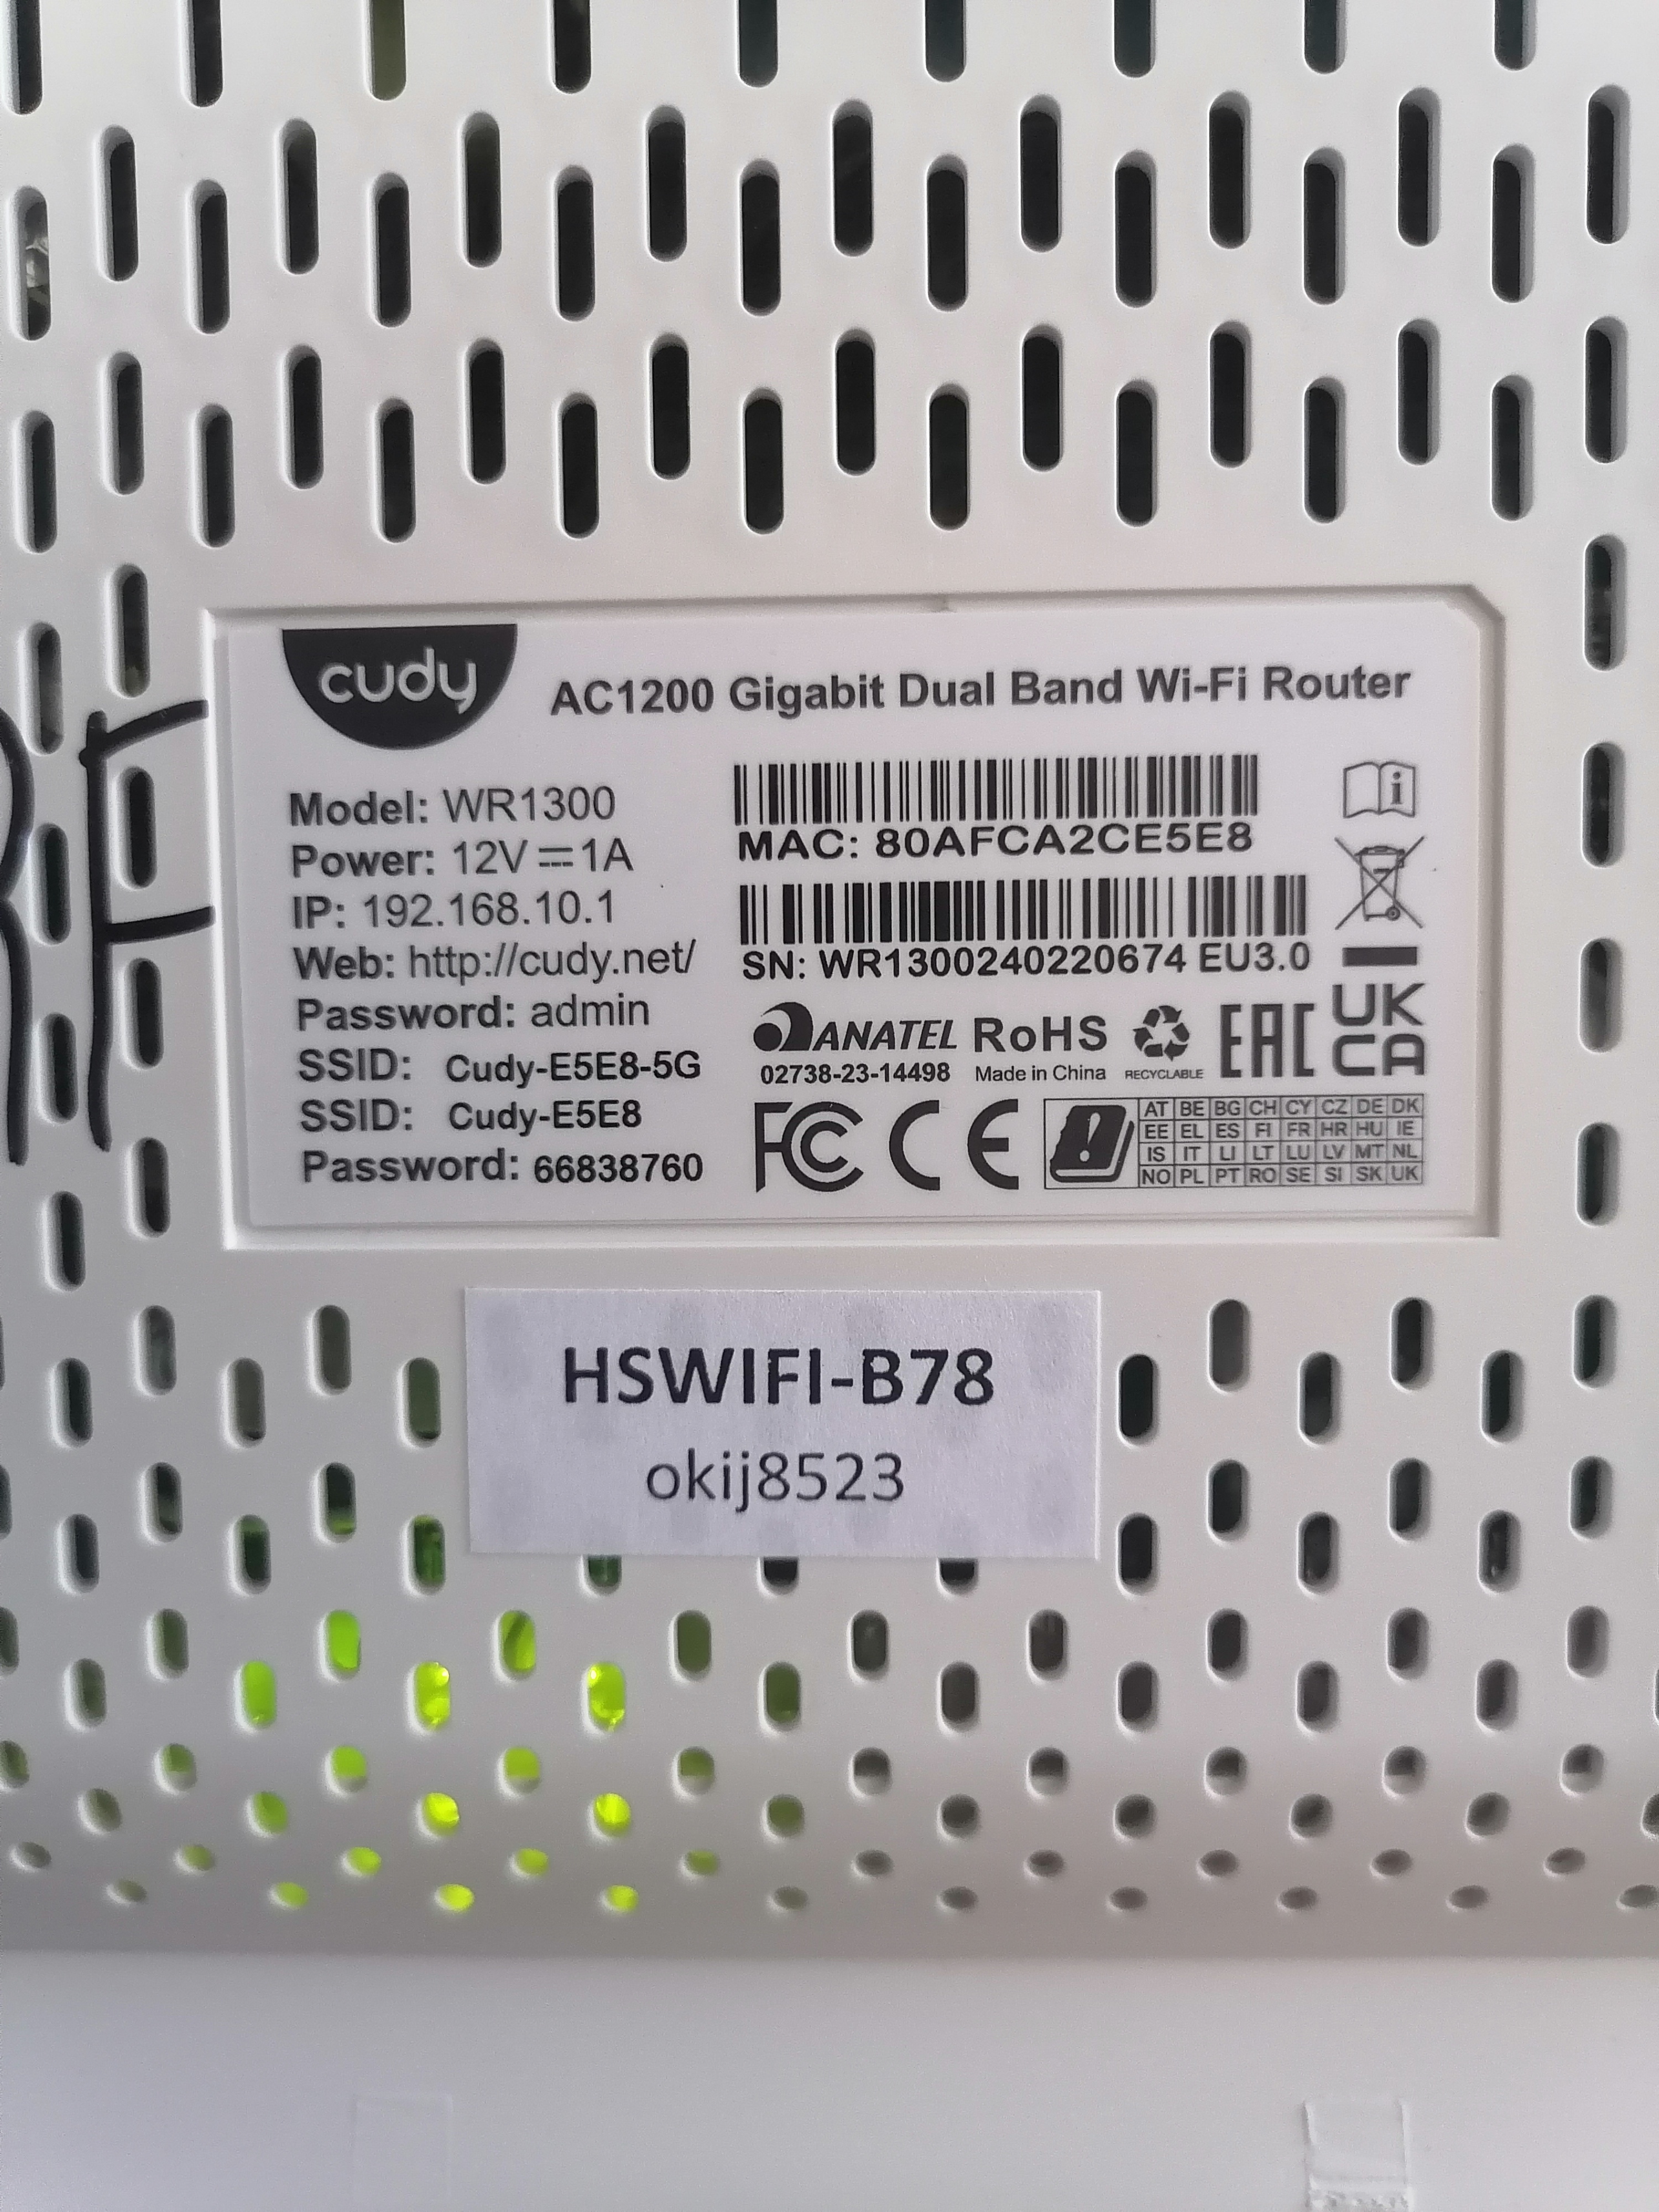 cudy
AC1200 Gigabit Dual Band Wi-Fi Router
Model: WR1300
Power: 12V⎓1A
IP: 192.168.10.1
Web: http://cudy.net/
Password: admin
SSID: Cudy-E5E8-5G
SSID: Cudy-E5E8
Password: 66838760
MAC: 80AFCA2CE5E8
SN: WR1300240220674 EU3.0
ANATEL RoHS EAC UK CA
02738-23-14498 Made in China RECYCLABLE
FC CE
AT BE BG CH CY CZ DE DK
EE EL ES FI FR HR HU IE
IS IT LI LT LU LV MT NL
NO PL PT RO SE SI SK UK
HSWIFI-B78
okij8523